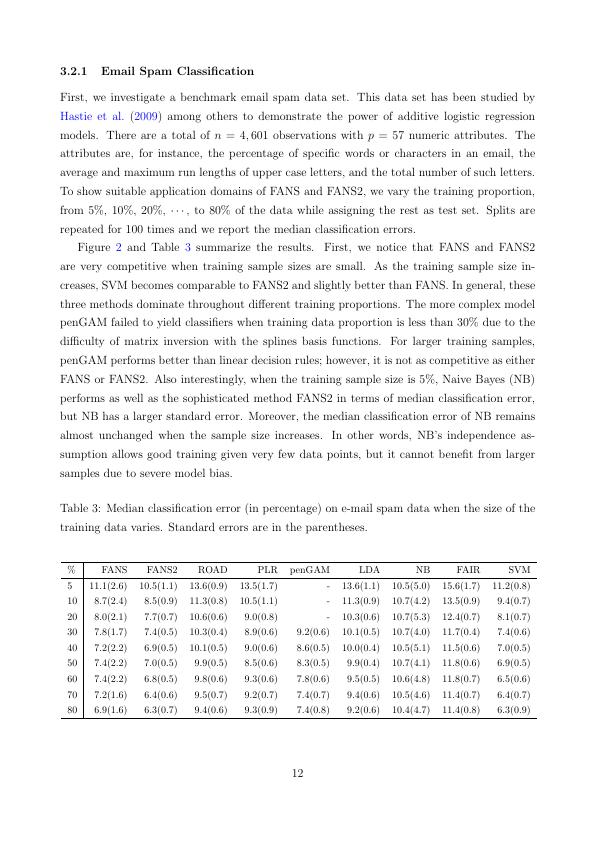 3.2.1 Email Spam Classification
First, we investigate a benchmark email spam data set. This data set has been studied by
Hastie et al. (2009) among others to demonstrate the power of additive logistic regression
models. There are a total of n = 4, 601 observations with p = 57 numeric attributes. The
attributes are, for instance, the percentage of specific words or characters in an email, the
average and maximum run lengths of upper case letters, and the total number of such letters.
To show suitable application domains of FANS and FANS2, we vary the training proportion,
from 5%, 10%, 20%, · · · , to 80% of the data while assigning the rest as test set. Splits are
repeated for 100 times and we report the median classification errors.
Figure 2 and Table 3 summarize the results. First, we notice that FANS and FANS2
are very competitive when training sample sizes are small. As the training sample size in-
creases, SVM becomes comparable to FANS2 and slightly better than FANS. In general, these
three methods dominate throughout different training proportions. The more complex model
penGAM failed to yield classifiers when training data proportion is less than 30% due to the
difficulty of matrix inversion with the splines basis functions. For larger training samples,
penGAM performs better than linear decision rules; however, it is not as competitive as either
FANS or FANS2. Also interestingly, when the training sample size is 5%, Naive Bayes (NB)
performs as well as the sophisticated method FANS2 in terms of median classification error,
but NB has a larger standard error. Moreover, the median classification error of NB remains
almost unchanged when the sample size increases. In other words, NB's independence as-
sumption allows good training given very few data points, but it cannot benefit from larger
samples due to severe model bias.
Table 3: Median classification error (in percentage) on e-mail spam data when the size of the
training data varies. Standard errors are in the parentheses.
% FANS FANS2 ROAD PLR penGAM LDA NB FAIR SVM
5 11.1(2.6) 10.5(1.1) 13.6(0.9) 13.5(1.7) - 13.6(1.1) 10.5(5.0) 15.6(1.7) 11.2(0.8)
10 8.7(2.4) 8.5(0.9) 11.3(0.8) 10.5(1.1) - 11.3(0.9) 10.7(4.2) 13.5(0.9) 9.4(0.7)
20 8.0(2.1) 7.7(0.7) 10.6(0.6) 9.0(0.8) - 10.3(0.6) 10.7(5.3) 12.4(0.7) 8.1(0.7)
30 7.8(1.7) 7.4(0.5) 10.3(0.4) 8.9(0.6) 9.2(0.6) 10.1(0.5) 10.7(4.0) 11.7(0.4) 7.4(0.6)
40 7.2(2.2) 6.9(0.5) 10.1(0.5) 9.0(0.6) 8.6(0.5) 10.0(0.4) 10.5(5.1) 11.5(0.6) 7.0(0.5)
50 7.4(2.2) 7.0(0.5) 9.9(0.5) 8.5(0.6) 8.3(0.5) 9.9(0.4) 10.7(4.1) 11.8(0.6) 6.9(0.5)
60 7.4(2.2) 6.8(0.5) 9.8(0.6) 9.3(0.6) 7.8(0.6) 9.5(0.5) 10.6(4.8) 11.8(0.7) 6.5(0.6)
70 7.2(1.6) 6.4(0.6) 9.5(0.7) 9.2(0.7) 7.4(0.7) 9.4(0.6) 10.5(4.6) 11.4(0.7) 6.4(0.7)
80 6.9(1.6) 6.3(0.7) 9.4(0.6) 9.3(0.9) 7.4(0.8) 9.2(0.6) 10.4(4.7) 11.4(0.8) 6.3(0.9)
12